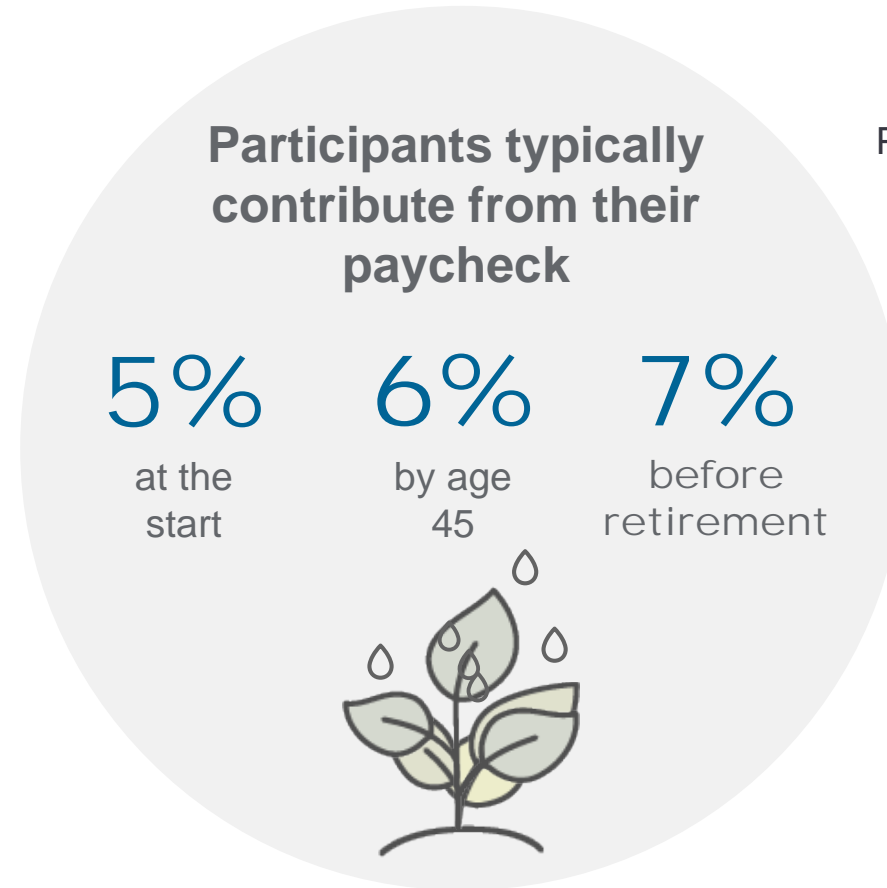 Participants typically
contribute from their
paycheck
5% 6% 7%
at the
start
by age
45
before
retirement